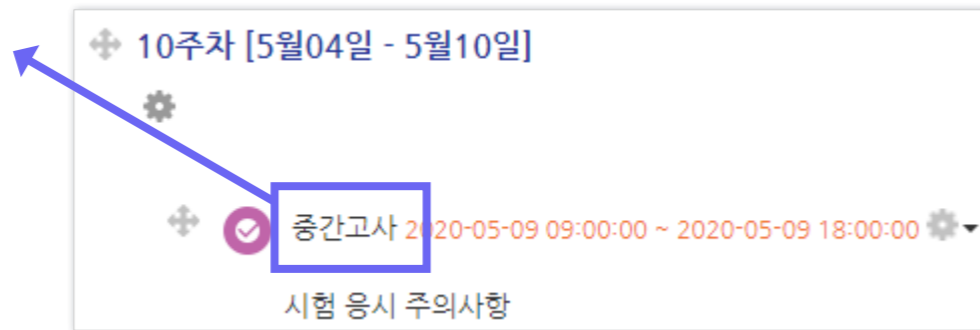 10주차 [5월04일 - 5월10일]
중간고사 2020-05-09 09:00:00 ~ 2020-05-09 18:00:00
시험 응시 주의사항